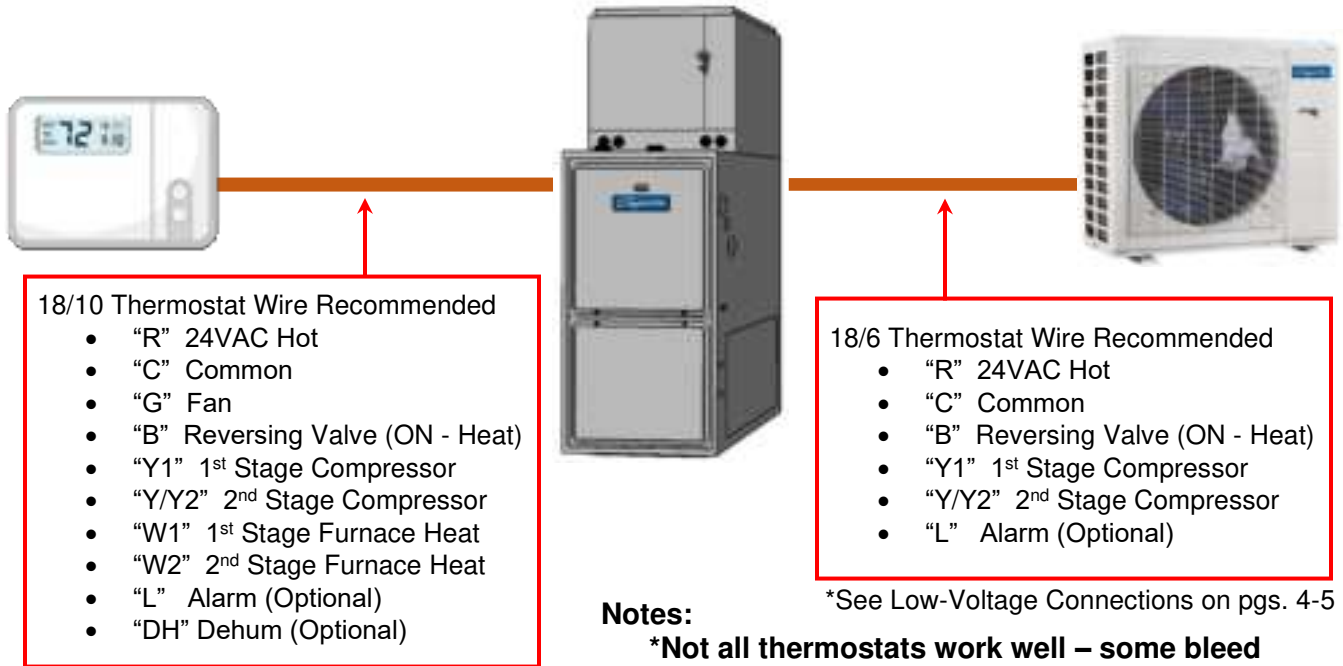 72
18/10 Thermostat Wire Recommended
• “R” 24VAC Hot
• “C” Common
• “G” Fan
• “B” Reversing Valve (ON - Heat)
• “Y1” 1st Stage Compressor
• “Y/Y2” 2nd Stage Compressor
• “W1” 1st Stage Furnace Heat
• “W2” 2nd Stage Furnace Heat
• “L” Alarm (Optional)
• “DH” Dehum (Optional)
18/6 Thermostat Wire Recommended
• “R” 24VAC Hot
• “C” Common
• “B” Reversing Valve (ON - Heat)
• “Y1” 1st Stage Compressor
• “Y/Y2” 2nd Stage Compressor
• “L” Alarm (Optional)
*See Low-Voltage Connections on pgs. 4-5
Notes:
*Not all thermostats work well – some bleed